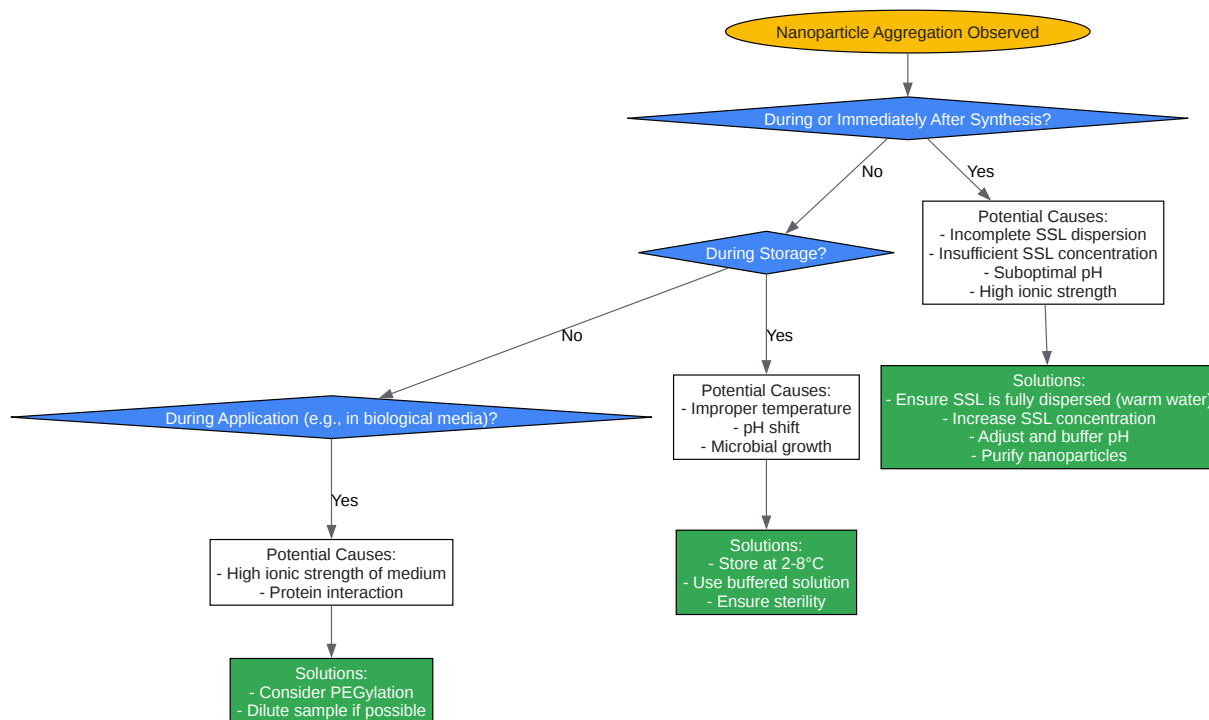 Nanoparticle Aggregation Observed
During or Immediately After Synthesis?
No
Yes
Potential Causes:
- Incomplete SSL dispersion
- Insufficient SSL concentration
- Suboptimal pH
- High ionic strength
During Storage?
No
Yes
Solutions:
- Ensure SSL is fully dispersed (warm water)
- Increase SSL concentration
- Adjust and buffer pH
- Purify nanoparticles
Potential Causes:
- Improper temperature
- pH shift
- Microbial growth
During Application (e.g., in biological media)?
Yes
Solutions:
- Store at 2-8°C
- Use buffered solution
- Ensure sterility
Potential Causes:
- High ionic strength of medium
- Protein interaction
Solutions:
- Consider PEGylation
- Dilute sample if possible